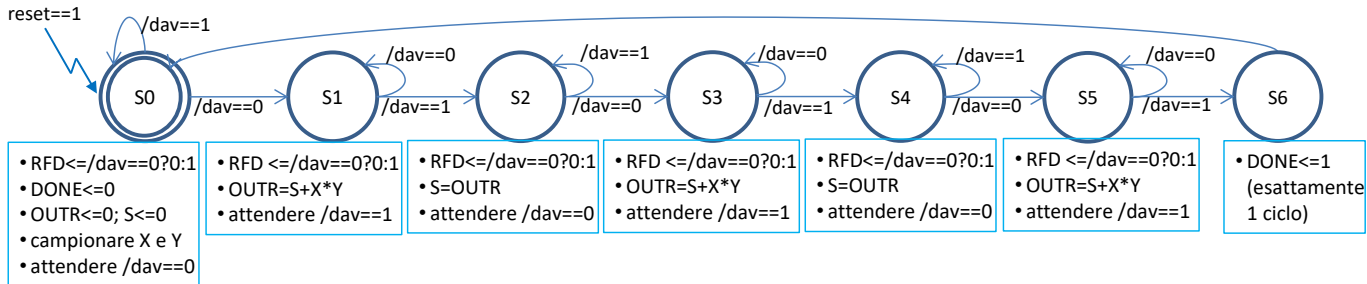 reset==1
/dav==1
/dav==0
/dav==1
/dav==0
/dav==1
/dav==0
S0
S1
S2
S3
S4
S5
S6
/dav==0
/dav==1
/dav==0
/dav==1
/dav==0
/dav==1
• RFD<=/dav==0?0:1
• DONE<=0
• OUTR<=0; S<=0
• campionare X e Y
• attendere /dav==0
• RFD <=/dav==0?0:1
• OUTR=S+X*Y
• attendere /dav==1
• RFD<=/dav==0?0:1
• S=OUTR
• attendere /dav==0
• RFD <=/dav==0?0:1
• OUTR=S+X*Y
• attendere /dav==1
• RFD<=/dav==0?0:1
• S=OUTR
• attendere /dav==0
• RFD <=/dav==0?0:1
• OUTR=S+X*Y
• attendere /dav==1
• DONE<=1
(esattamente
1 ciclo)